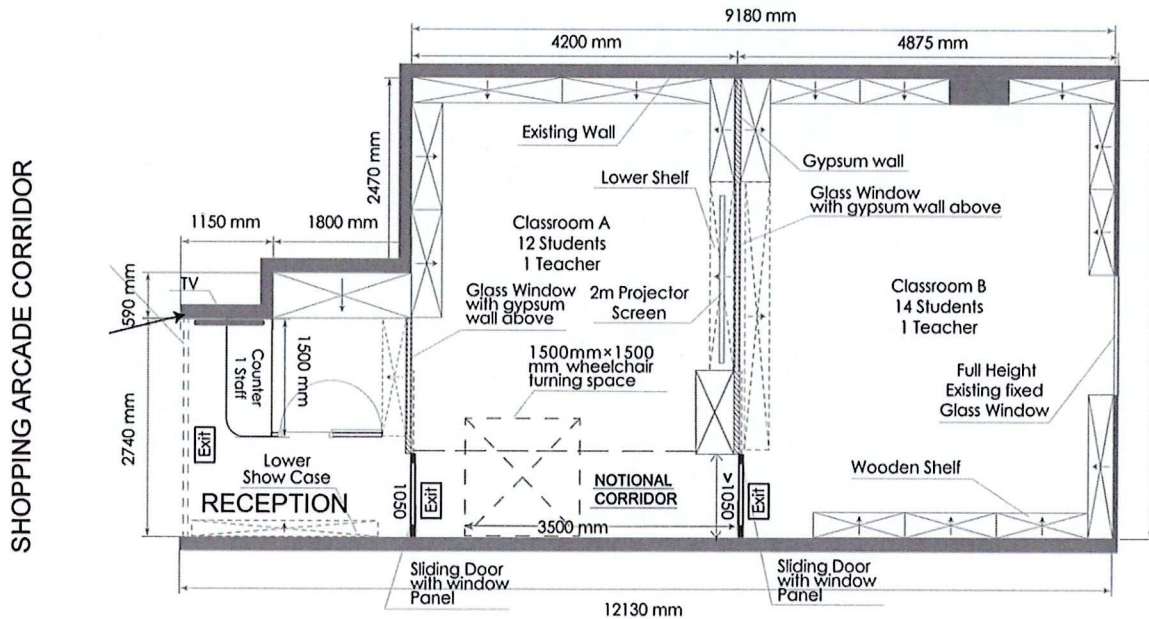 9180 mm
4200 mm
4875 mm
SHOPPING ARCADE CORRIDOR
Existing Wall
2470 mm
Gypsum wall
Lower Shelf
Glass Window
with gypsum wall above
1150 mm
1800 mm
Classroom A
12 Students
1 Teacher
590 mm
TV
Glass Window
with gypsum
wall above
2m Projector
Screen
Classroom B
14 Students
1 Teacher
Counter
1 Staff
1500 mm
1500mm×1500
mm wheelchair
turning space
Full Height
Existing fixed
Glass Window
2740 mm
Exit
Lower
Show Case
RECEPTION
1050
Exit
NOTIONAL
CORRIDOR
>1050
Exit
Wooden Shelf
3500 mm
Sliding Door
with window
Panel
Sliding Door
with window
Panel
12130 mm